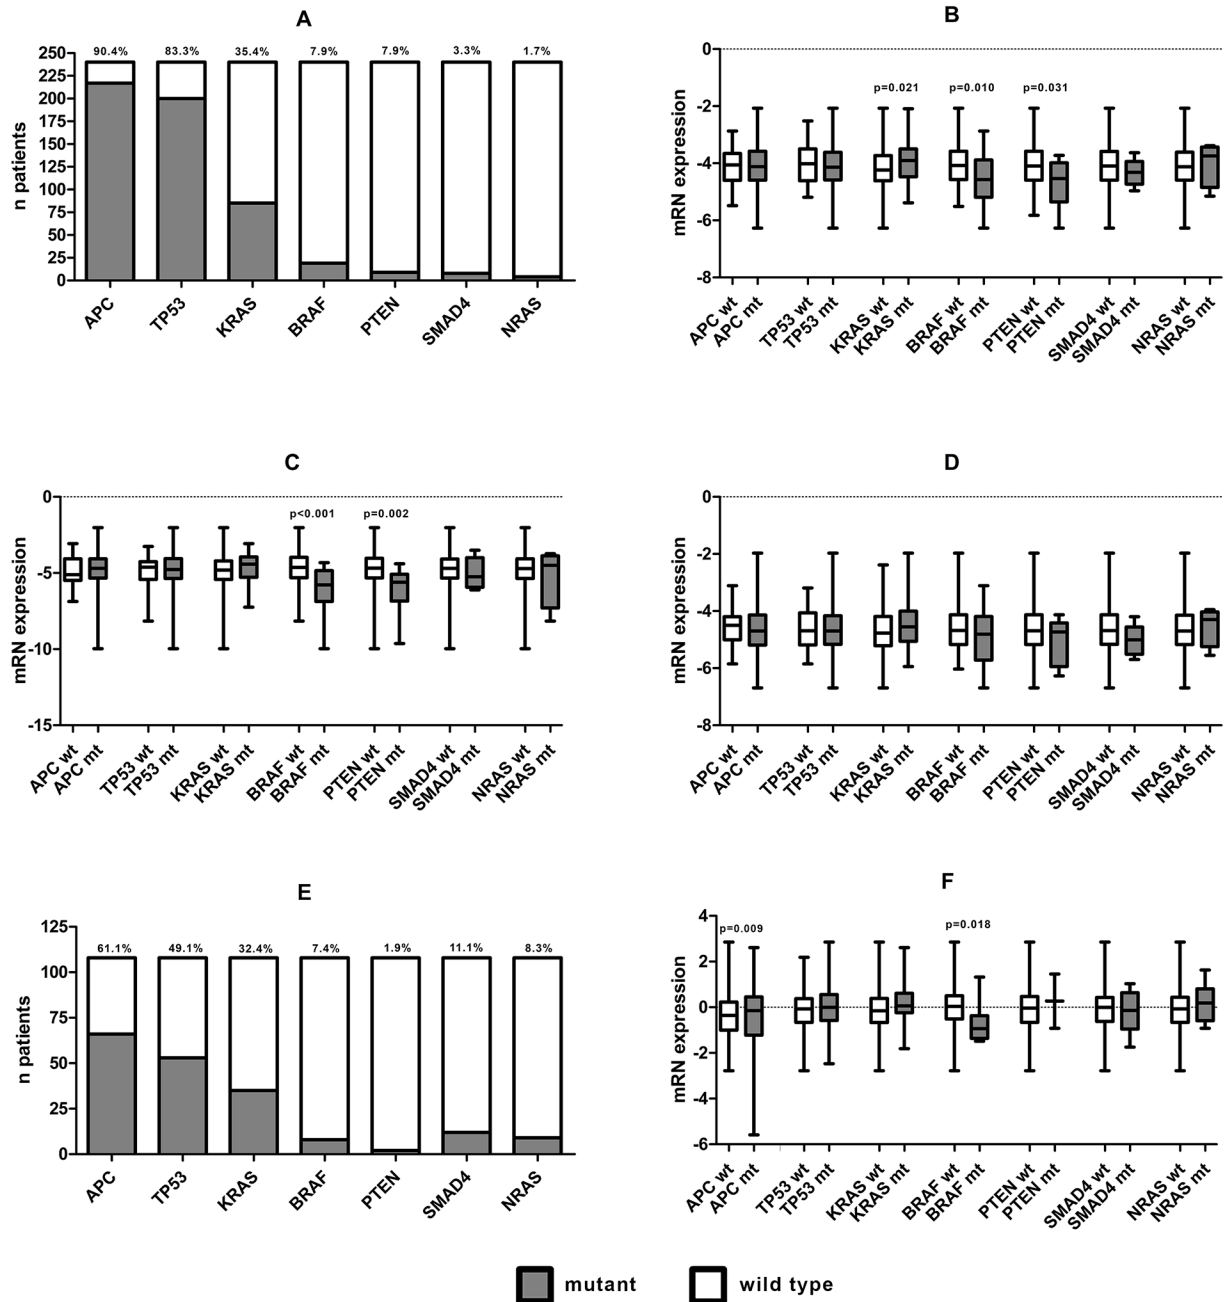 A
90.4% 83.3% 35.4% 7.9% 7.9% 3.3% 1.7%
250
225
200
175
150
125
100
75
50
25
0
n patients
APC TP53 KRAS BRAF PTEN SMAD4 NRAS
B
p=0.021 p=0.010 p=0.031
0
-2
-4
-6
-8
mRN expression
APC wt APC mt TP53 wt TP53 mt KRAS wt KRAS mt BRAF wt BRAF mt PTEN wt PTEN mt SMAD4 wt SMAD4 mt NRAS wt NRAS mt
C
p<0.001 p=0.002
0
-5
-10
-15
mRN expression
APC wt APC mt TP53 wt TP53 mt KRAS wt KRAS mt BRAF wt BRAF mt PTEN wt PTEN mt SMAD4 wt SMAD4 mt NRAS wt NRAS mt
D
0
-2
-4
-6
-8
mRN expression
APC wt APC mt TP53 wt TP53 mt KRAS wt KRAS mt BRAF wt BRAF mt PTEN wt PTEN mt SMAD4 wt SMAD4 mt NRAS wt NRAS mt
E
61.1% 49.1% 32.4% 7.4% 1.9% 11.1% 8.3%
125
100
75
50
25
0
n patients
APC TP53 KRAS BRAF PTEN SMAD4 NRAS
F
p=0.009 p=0.018
4
2
0
-2
-4
-6
mRN expression
APC wt APC mt TP53 wt TP53 mt KRAS wt KRAS mt BRAF wt BRAF mt PTEN wt PTEN mt SMAD4 wt SMAD4 mt NRAS wt NRAS mt
mutant wild type